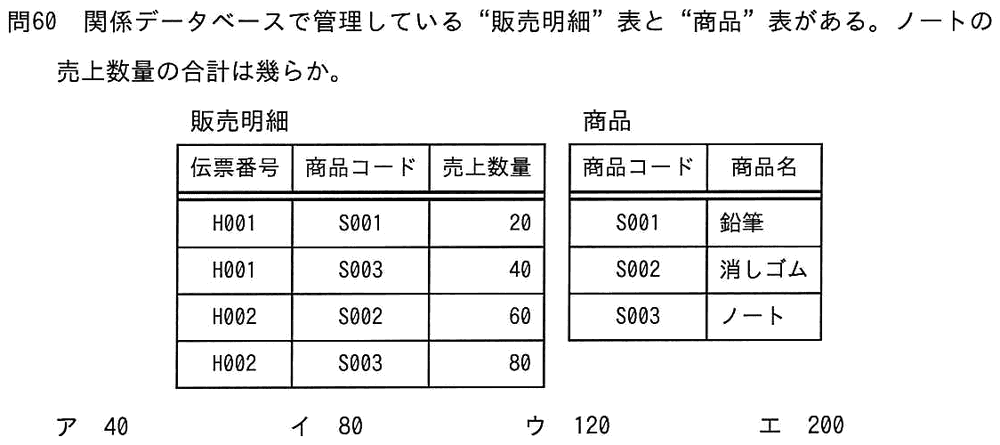 問60 関係データベースで管理している“販売明細”表と“商品”表がある。ノートの
売上数量の合計は幾らか。
販売明細
伝票番号 商品コード 売上数量
H001 S001 20
H001 S003 40
H002 S002 60
H002 S003 80
商品
商品コード 商品名
S001 鉛筆
S002 消しゴム
S003 ノート
ア 40 イ 80 ウ 120 エ 200